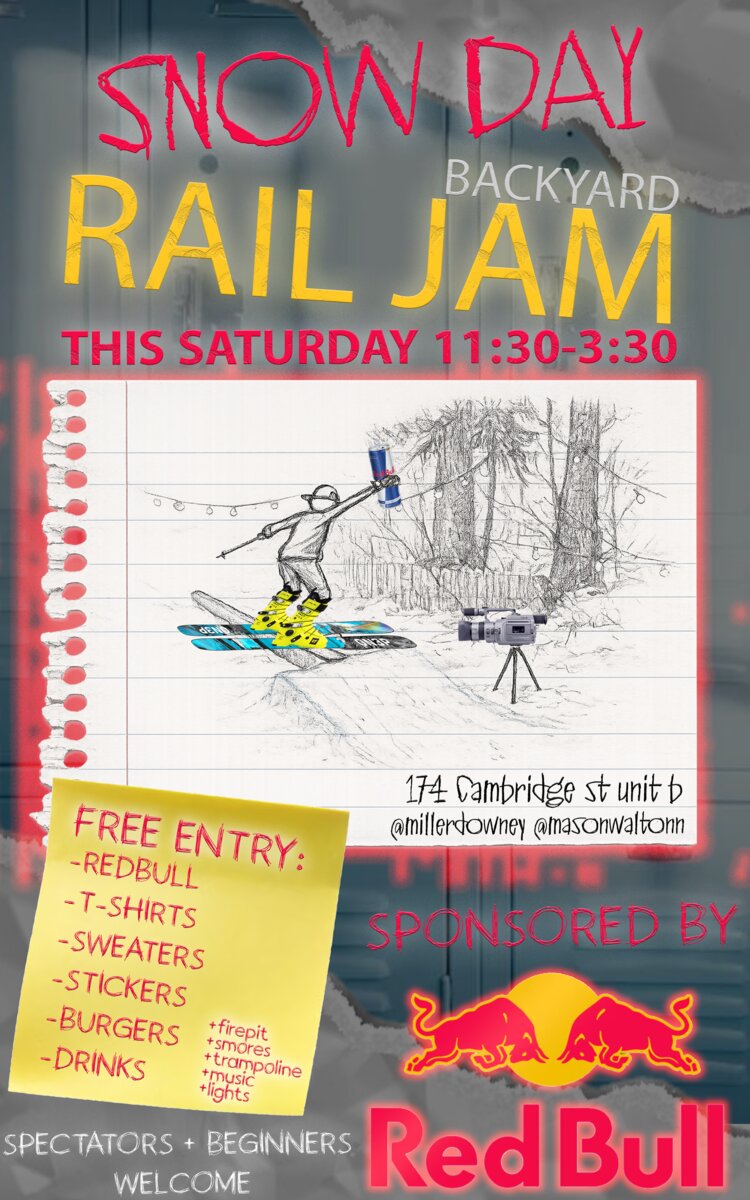 SNOW DAY
BACKYARD
RAIL JAM
THIS SATURDAY 11:30-3:30
174 Cambridge st unit b
@millerdowney @masonwaltonn
FREE ENTRY:
-REDBULL
-T-SHIRTS
-SWEATERS
-STICKERS
-BURGERS
-DRINKS
+firepit
+smores
+trampoline
+music
+lights
SPECTATORS + BEGINNERS
WELCOME
SPONSORED BY
Red Bull